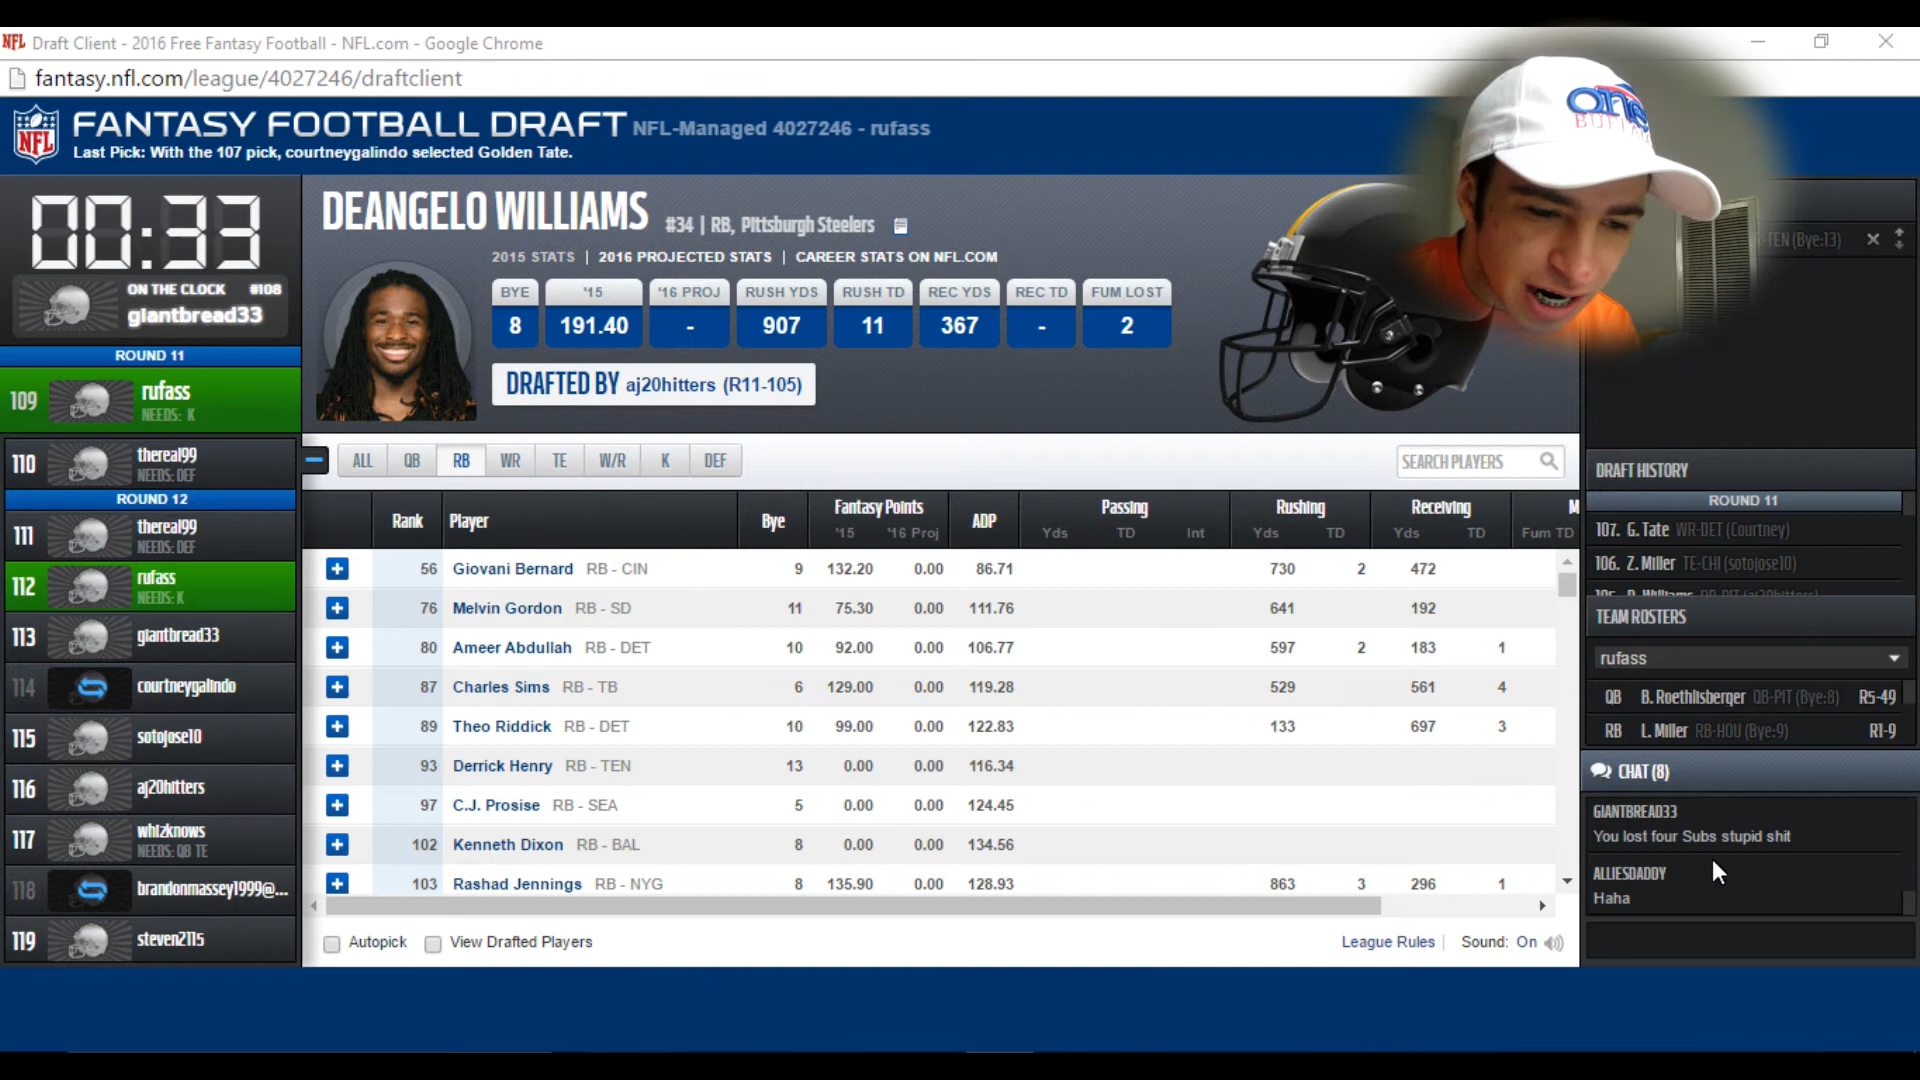 NFL Draft Client - 2016 Free Fantasy Football - NFL.com - Google Chrome
fantasy.nfl.com/league/4027246/draftclient
NFL FANTASY FOOTBALL DRAFT NFL-Managed 4027246 - rufass
Last Pick: With the 107 pick, courtneygalindo selected Golden Tate.
00:33
ON THE CLOCK #108
giantbread33
ROUND 11
109 rufass
NEEDS: K
110 thereal99
NEEDS: DEF
ROUND 12
111 thereal99
NEEDS: DEF
112 rufass
NEEDS: K
113 giantbread33
114 courtneygalindo
115 sotojose10
116 aj20hitters
117 whizknows
NEEDS: QB TE
118 brandonmassey1999@...
119 steven2115
DEANGELO WILLIAMS #34 | RB, Pittsburgh Steelers
2015 STATS | 2016 PROJECTED STATS | CAREER STATS ON NFL.COM
BYE '15 '16 PROJ RUSH YDS RUSH TD REC YDS REC TD FUM LOST
8 191.40 - 907 11 367 - 2
DRAFTED BY aj20hitters (R11-105)
ALL QB RB WR TE W/R K DEF SEARCH PLAYERS
Rank Player Bye Fantasy Points ADP Passing Rushing Receiving M
'15 '16 Proj Yds TD Int Yds TD Yds TD Fum TD
56 Giovani Bernard RB - CIN 9 132.20 0.00 86.71 730 2 472
76 Melvin Gordon RB - SD 11 75.30 0.00 111.76 641 192
80 Ameer Abdullah RB - DET 10 92.00 0.00 106.77 597 2 183 1
87 Charles Sims RB - TB 6 129.00 0.00 119.28 529 561 4
89 Theo Riddick RB - DET 10 99.00 0.00 122.83 133 697 3
93 Derrick Henry RB - TEN 13 0.00 0.00 116.34
97 C.J. Prosise RB - SEA 5 0.00 0.00 124.45
102 Kenneth Dixon RB - BAL 8 0.00 0.00 134.56
103 Rashad Jennings RB - NYG 8 135.90 0.00 128.93 863 3 296 1
Autopick View Drafted Players League Rules | Sound: On
one
BUFFALO
-TEN (Bye:13)
DRAFT HISTORY
ROUND 11
107. G. Tate WR-DET (Courtney)
106. Z. Miller TE-CHI (sotojose10)
105. D. Williams RB-PIT (aj20hitters)
TEAM ROSTERS
rufass
QB B. Roethlisberger QB-PIT (Bye:8) R5-49
RB L. Miller RB-HOU (Bye:9) R1-9
CHAT (8)
GIANTBREAD33
You lost four Subs stupid shit
ALLIESDADDY
Haha